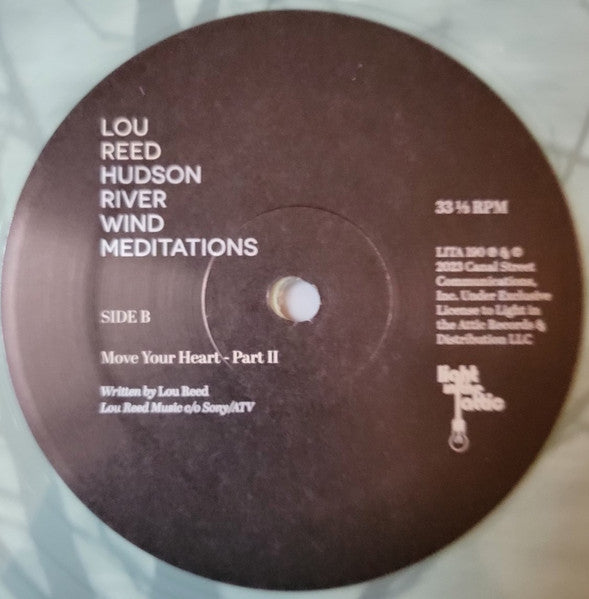 LOU
REED
HUDSON
RIVER
WIND
MEDITATIONS
SIDE B
Move Your Heart - Part II
Written by Lou Reed
Lou Reed Music c/o Sony/ATV
33 ⅓ RPM
LITA 190 ℗ & ©
2023 Canal Street
Communications,
Inc. Under Exclusive
License to Light in
the Attic Records &
Distribution LLC
light
in the
attic